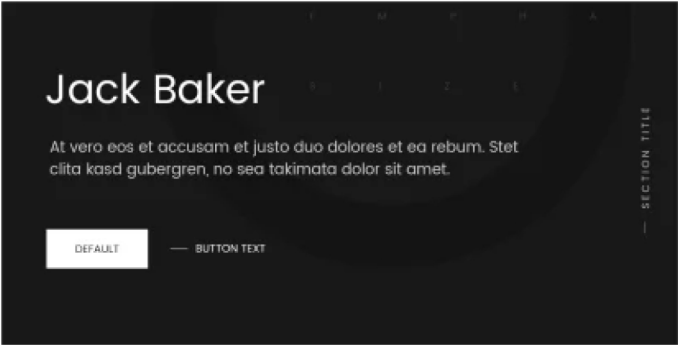 E M P H A
S I Z E
Jack Baker
At vero eos et accusam et justo duo dolores et ea rebum. Stet
clita kasd gubergren, no sea takimata dolor sit amet.
DEFAULT
— BUTTON TEXT
— SECTION TITLE